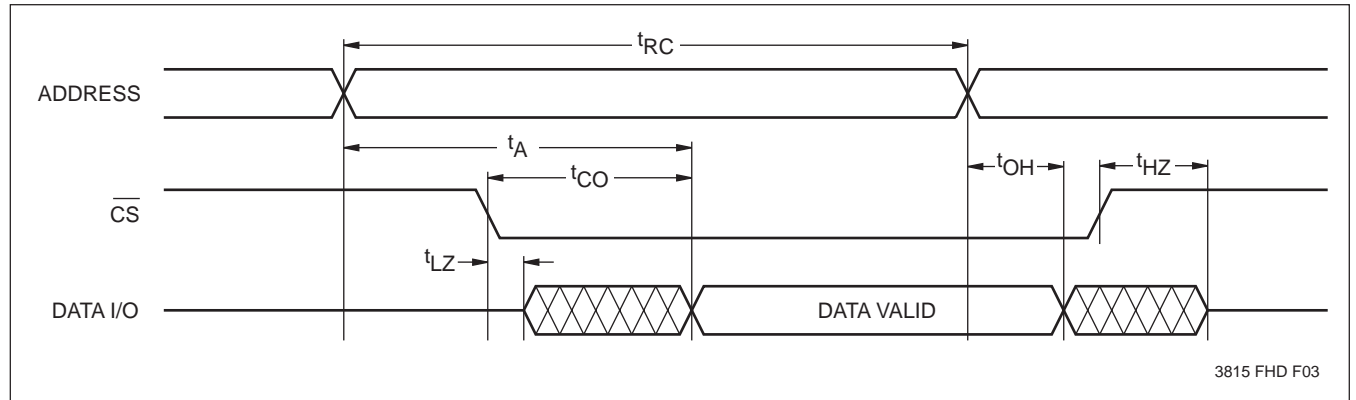 tRC
ADDRESS
tA
tCO
tOH
tHZ
CS
tLZ
DATA I/O
DATA VALID
3815 FHD F03